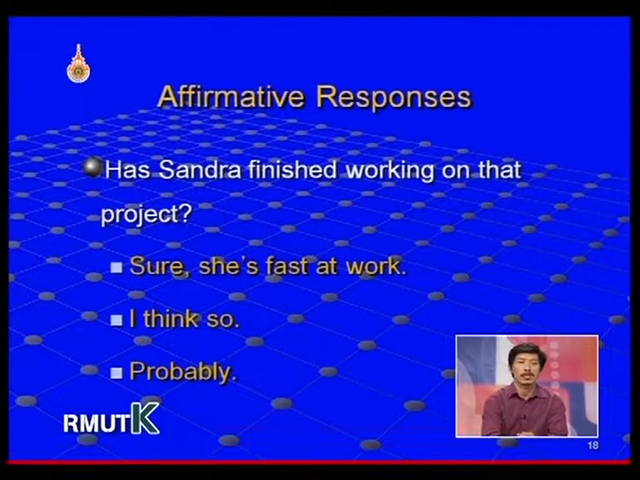 Affirmative Responses
Has Sandra finished working on that
project?
Sure, she's fast at work.
I think so.
Probably.
RMUTK
18